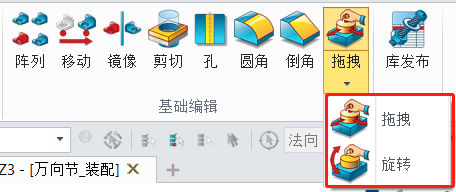 阵列 移动 镜像 剪切 孔 圆角 倒角 拖拽 库发布
基础编辑
拖拽
法向
旋转
Z3 - [万向节_装配]